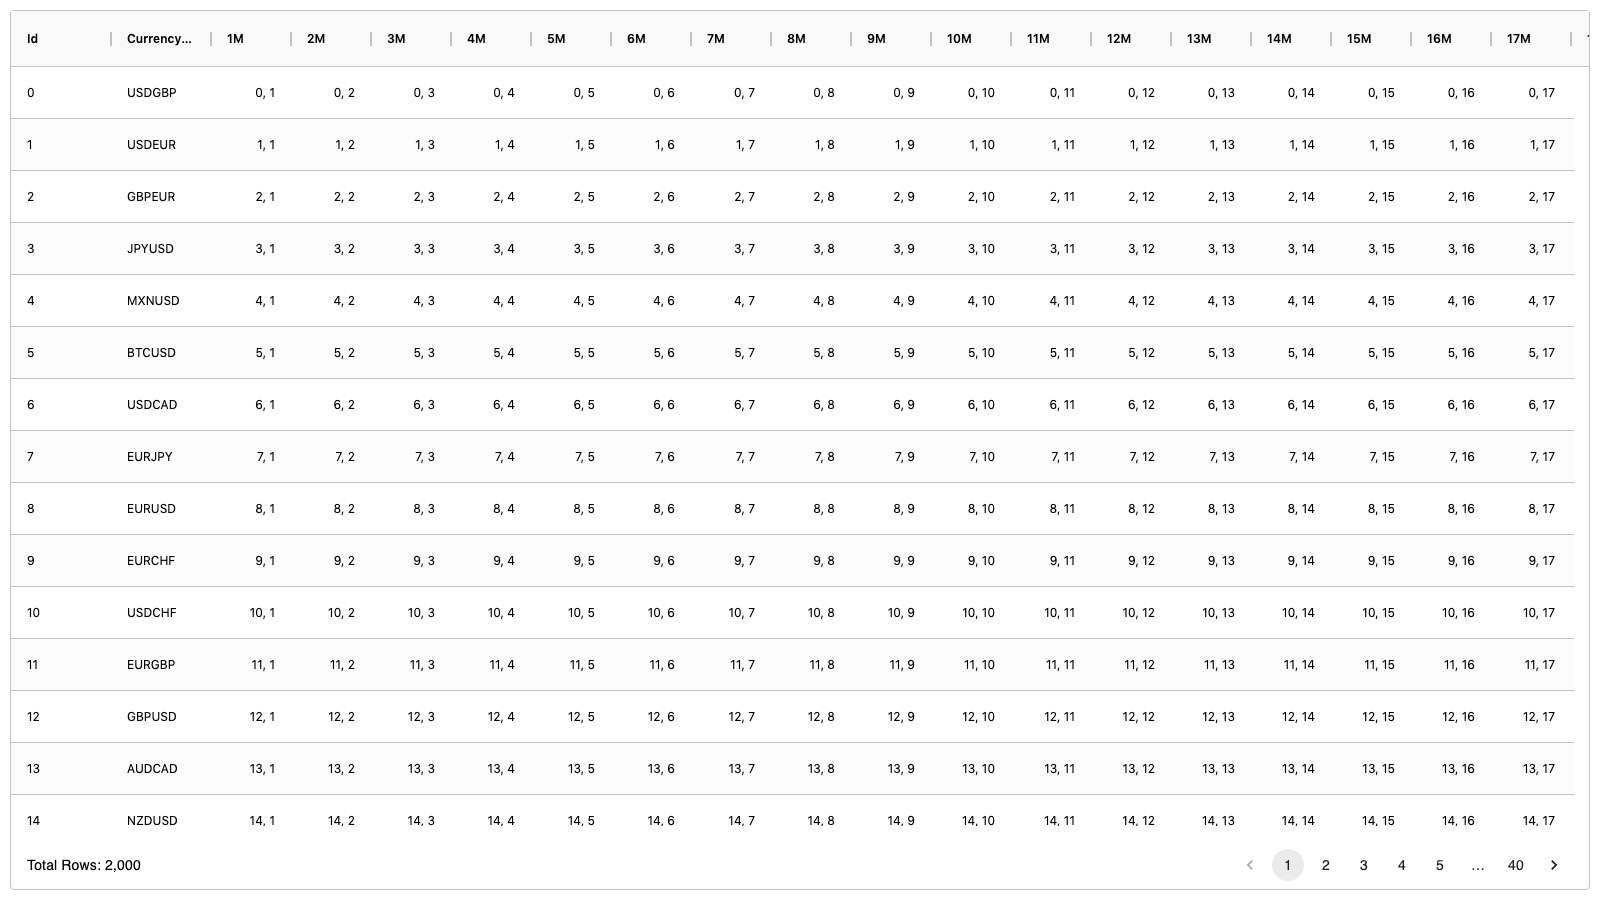 Id Currency... 1M 2M 3M 4M 5M 6M 7M 8M 9M 10M 11M 12M 13M 14M 15M 16M 17M
0 USDGBP 0, 1 0, 2 0, 3 0, 4 0, 5 0, 6 0, 7 0, 8 0, 9 0, 10 0, 11 0, 12 0, 13 0, 14 0, 15 0, 16 0, 17
1 USDEUR 1, 1 1, 2 1, 3 1, 4 1, 5 1, 6 1, 7 1, 8 1, 9 1, 10 1, 11 1, 12 1, 13 1, 14 1, 15 1, 16 1, 17
2 GBPEUR 2, 1 2, 2 2, 3 2, 4 2, 5 2, 6 2, 7 2, 8 2, 9 2, 10 2, 11 2, 12 2, 13 2, 14 2, 15 2, 16 2, 17
3 JPYUSD 3, 1 3, 2 3, 3 3, 4 3, 5 3, 6 3, 7 3, 8 3, 9 3, 10 3, 11 3, 12 3, 13 3, 14 3, 15 3, 16 3, 17
4 MXNUSD 4, 1 4, 2 4, 3 4, 4 4, 5 4, 6 4, 7 4, 8 4, 9 4, 10 4, 11 4, 12 4, 13 4, 14 4, 15 4, 16 4, 17
5 BTCUSD 5, 1 5, 2 5, 3 5, 4 5, 5 5, 6 5, 7 5, 8 5, 9 5, 10 5, 11 5, 12 5, 13 5, 14 5, 15 5, 16 5, 17
6 USDCAD 6, 1 6, 2 6, 3 6, 4 6, 5 6, 6 6, 7 6, 8 6, 9 6, 10 6, 11 6, 12 6, 13 6, 14 6, 15 6, 16 6, 17
7 EURJPY 7, 1 7, 2 7, 3 7, 4 7, 5 7, 6 7, 7 7, 8 7, 9 7, 10 7, 11 7, 12 7, 13 7, 14 7, 15 7, 16 7, 17
8 EURUSD 8, 1 8, 2 8, 3 8, 4 8, 5 8, 6 8, 7 8, 8 8, 9 8, 10 8, 11 8, 12 8, 13 8, 14 8, 15 8, 16 8, 17
9 EURCHF 9, 1 9, 2 9, 3 9, 4 9, 5 9, 6 9, 7 9, 8 9, 9 9, 10 9, 11 9, 12 9, 13 9, 14 9, 15 9, 16 9, 17
10 USDCHF 10, 1 10, 2 10, 3 10, 4 10, 5 10, 6 10, 7 10, 8 10, 9 10, 10 10, 11 10, 12 10, 13 10, 14 10, 15 10, 16 10, 17
11 EURGBP 11, 1 11, 2 11, 3 11, 4 11, 5 11, 6 11, 7 11, 8 11, 9 11, 10 11, 11 11, 12 11, 13 11, 14 11, 15 11, 16 11, 17
12 GBPUSD 12, 1 12, 2 12, 3 12, 4 12, 5 12, 6 12, 7 12, 8 12, 9 12, 10 12, 11 12, 12 12, 13 12, 14 12, 15 12, 16 12, 17
13 AUDCAD 13, 1 13, 2 13, 3 13, 4 13, 5 13, 6 13, 7 13, 8 13, 9 13, 10 13, 11 13, 12 13, 13 13, 14 13, 15 13, 16 13, 17
14 NZDUSD 14, 1 14, 2 14, 3 14, 4 14, 5 14, 6 14, 7 14, 8 14, 9 14, 10 14, 11 14, 12 14, 13 14, 14 14, 15 14, 16 14, 17
Total Rows: 2,000 1 2 3 4 5 ... 40